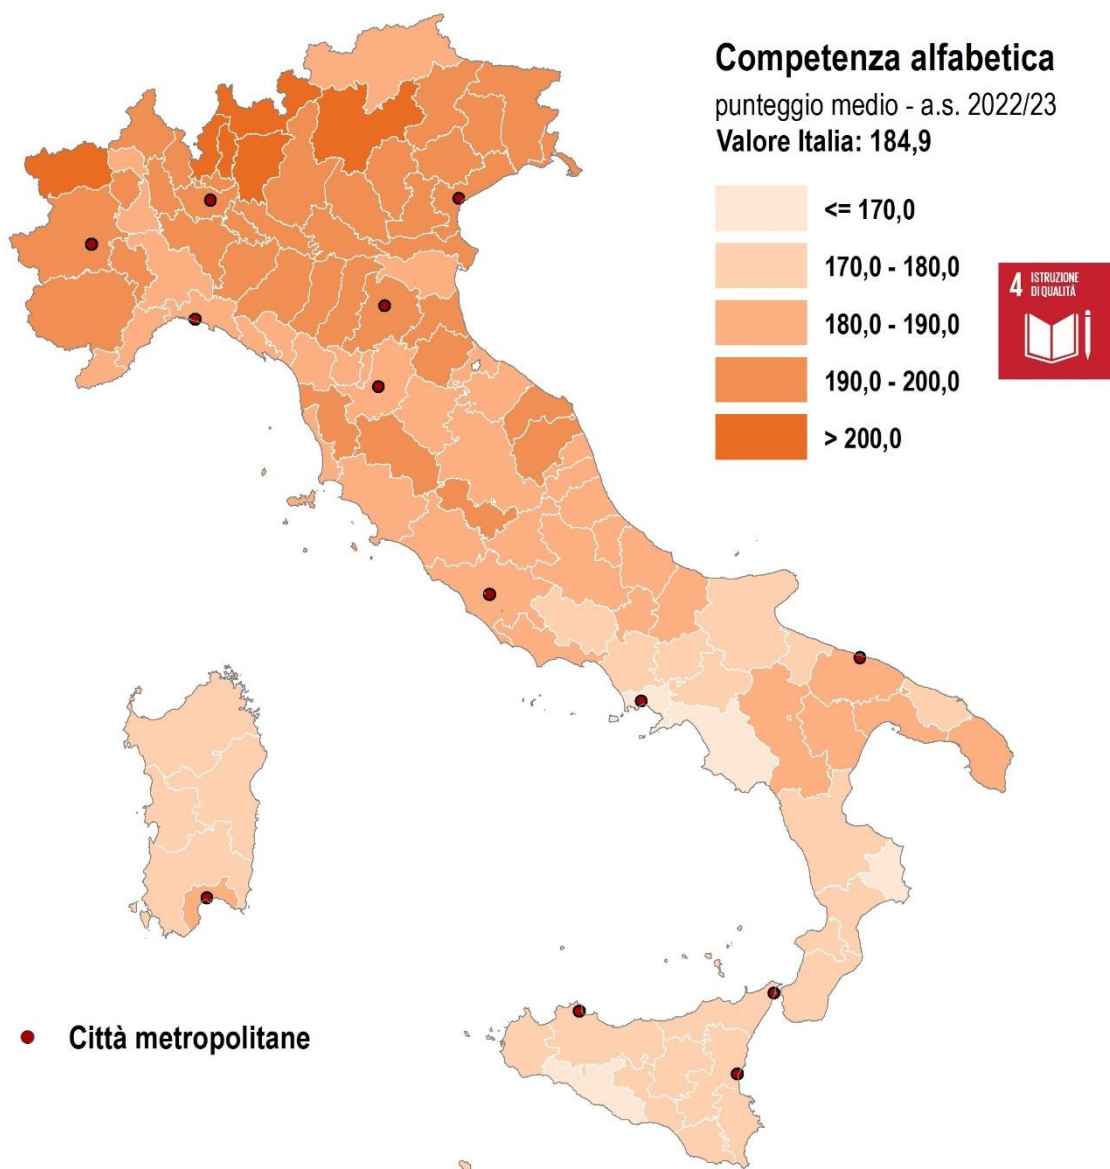 Competenza alfabetica
punteggio medio - a.s. 2022/23
Valore Italia: 184,9
<= 170,0
170,0 - 180,0
180,0 - 190,0
190,0 - 200,0
> 200,0
4 ISTRUZIONE
DI QUALITÀ
Città metropolitane